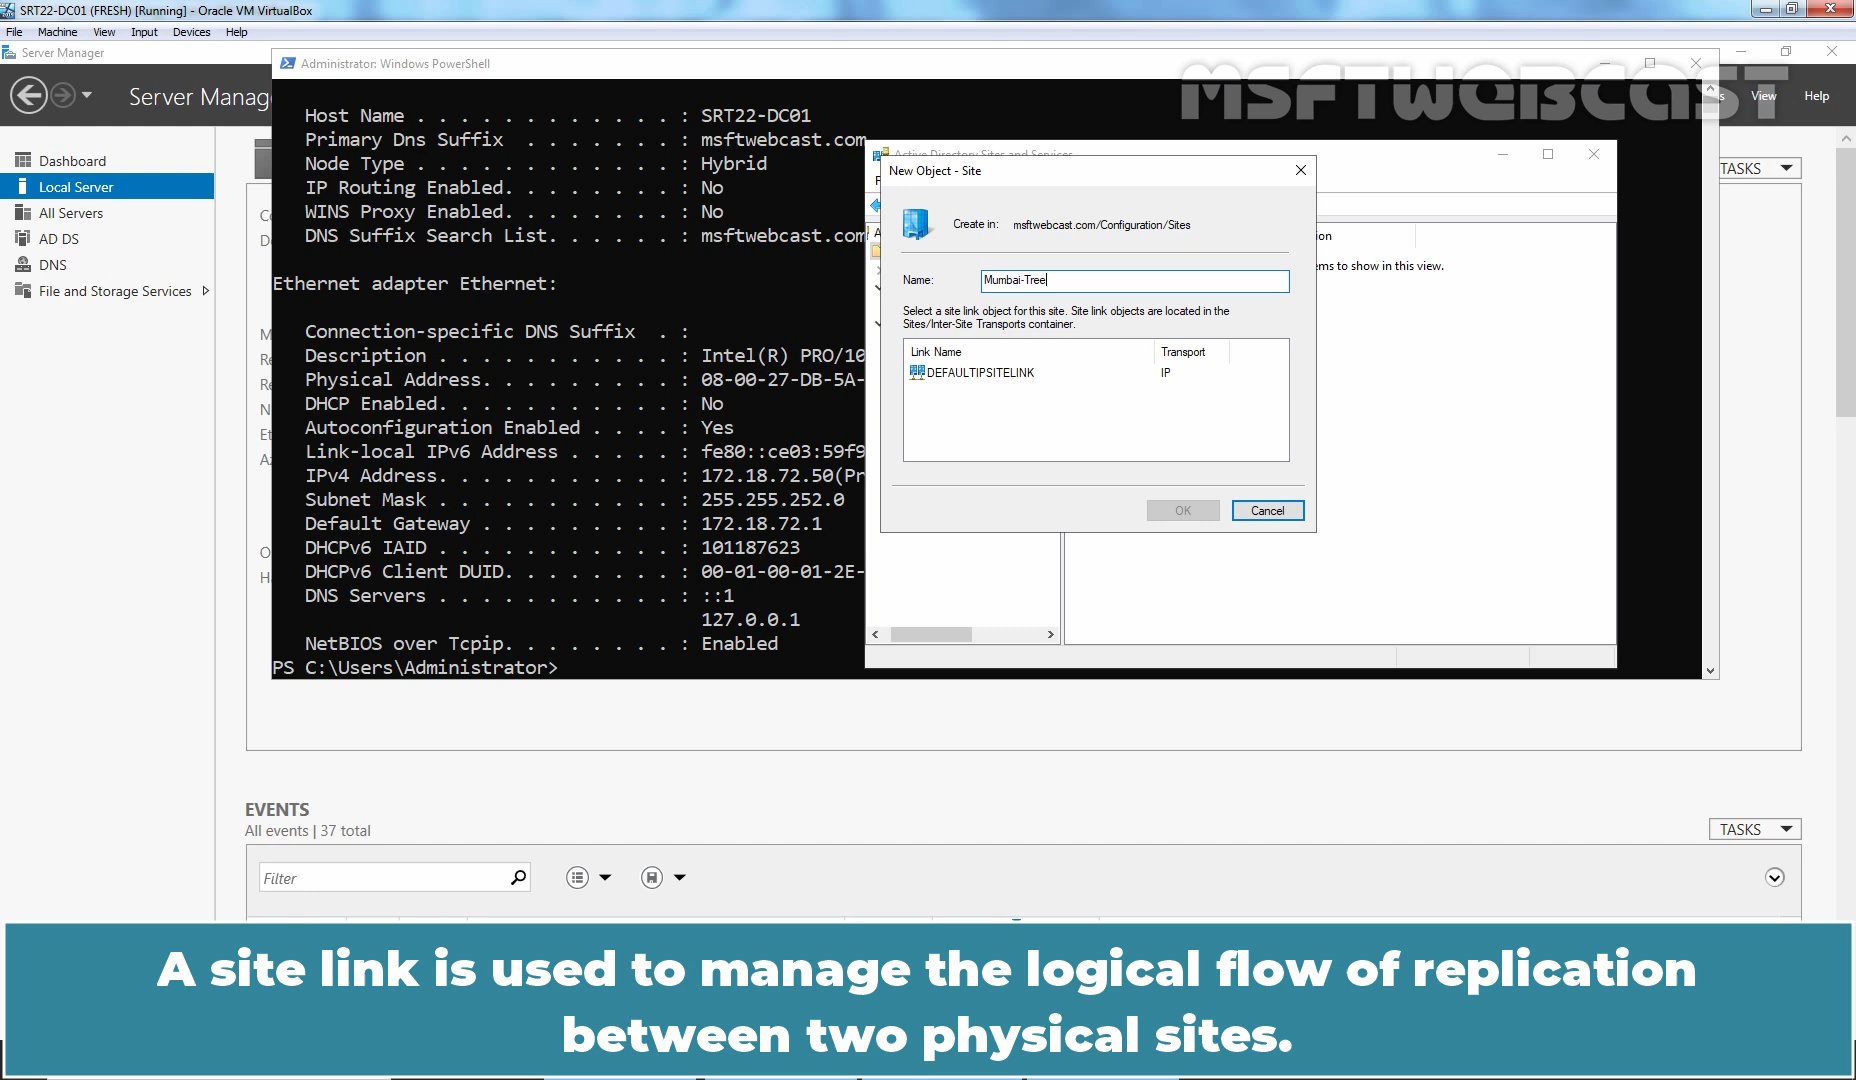 SRT22-DC01 (FRESH) [Running] - Oracle VM VirtualBox
File Machine View Input Devices Help
Server Manager
Administrator: Windows PowerShell
MSFTWEBCAST
View Help
Dashboard
Local Server
All Servers
AD DS
DNS
File and Storage Services
TASKS
Host Name . . . . . . . . . . . . : SRT22-DC01
Primary Dns Suffix . . . . . . . : msftwebcast.com
Node Type . . . . . . . . . . . . : Hybrid
IP Routing Enabled. . . . . . . . : No
WINS Proxy Enabled. . . . . . . . : No
DNS Suffix Search List. . . . . . : msftwebcast.com
Ethernet adapter Ethernet:
Connection-specific DNS Suffix . :
Description . . . . . . . . . . . : Intel(R) PRO/10
Physical Address. . . . . . . . . : 08-00-27-DB-5A-
DHCP Enabled. . . . . . . . . . . : No
Autoconfiguration Enabled . . . . : Yes
Link-local IPv6 Address . . . . . : fe80::ce03:59f9
IPv4 Address. . . . . . . . . . . : 172.18.72.50(Pr
Subnet Mask . . . . . . . . . . . : 255.255.252.0
Default Gateway . . . . . . . . . : 172.18.72.1
DHCPv6 IAID . . . . . . . . . . . : 101187623
DHCPv6 Client DUID. . . . . . . . : 00-01-00-01-2E-
DNS Servers . . . . . . . . . . . : ::1
127.0.0.1
NetBIOS over Tcpip. . . . . . . . : Enabled
PS C:\Users\Administrator>
Active Directory Sites and Services
New Object - Site
Create in: msftwebcast.com/Configuration/Sites
Name: Mumbai-Tree
Select a site link object for this site. Site link objects are located in the
Sites/Inter-Site Transports container.
Link Name Transport
DEFAULTIPSITELINK IP
OK Cancel
ion
ems to show in this view.
EVENTS
All events | 37 total
TASKS
Filter
A site link is used to manage the logical flow of replication
between two physical sites.